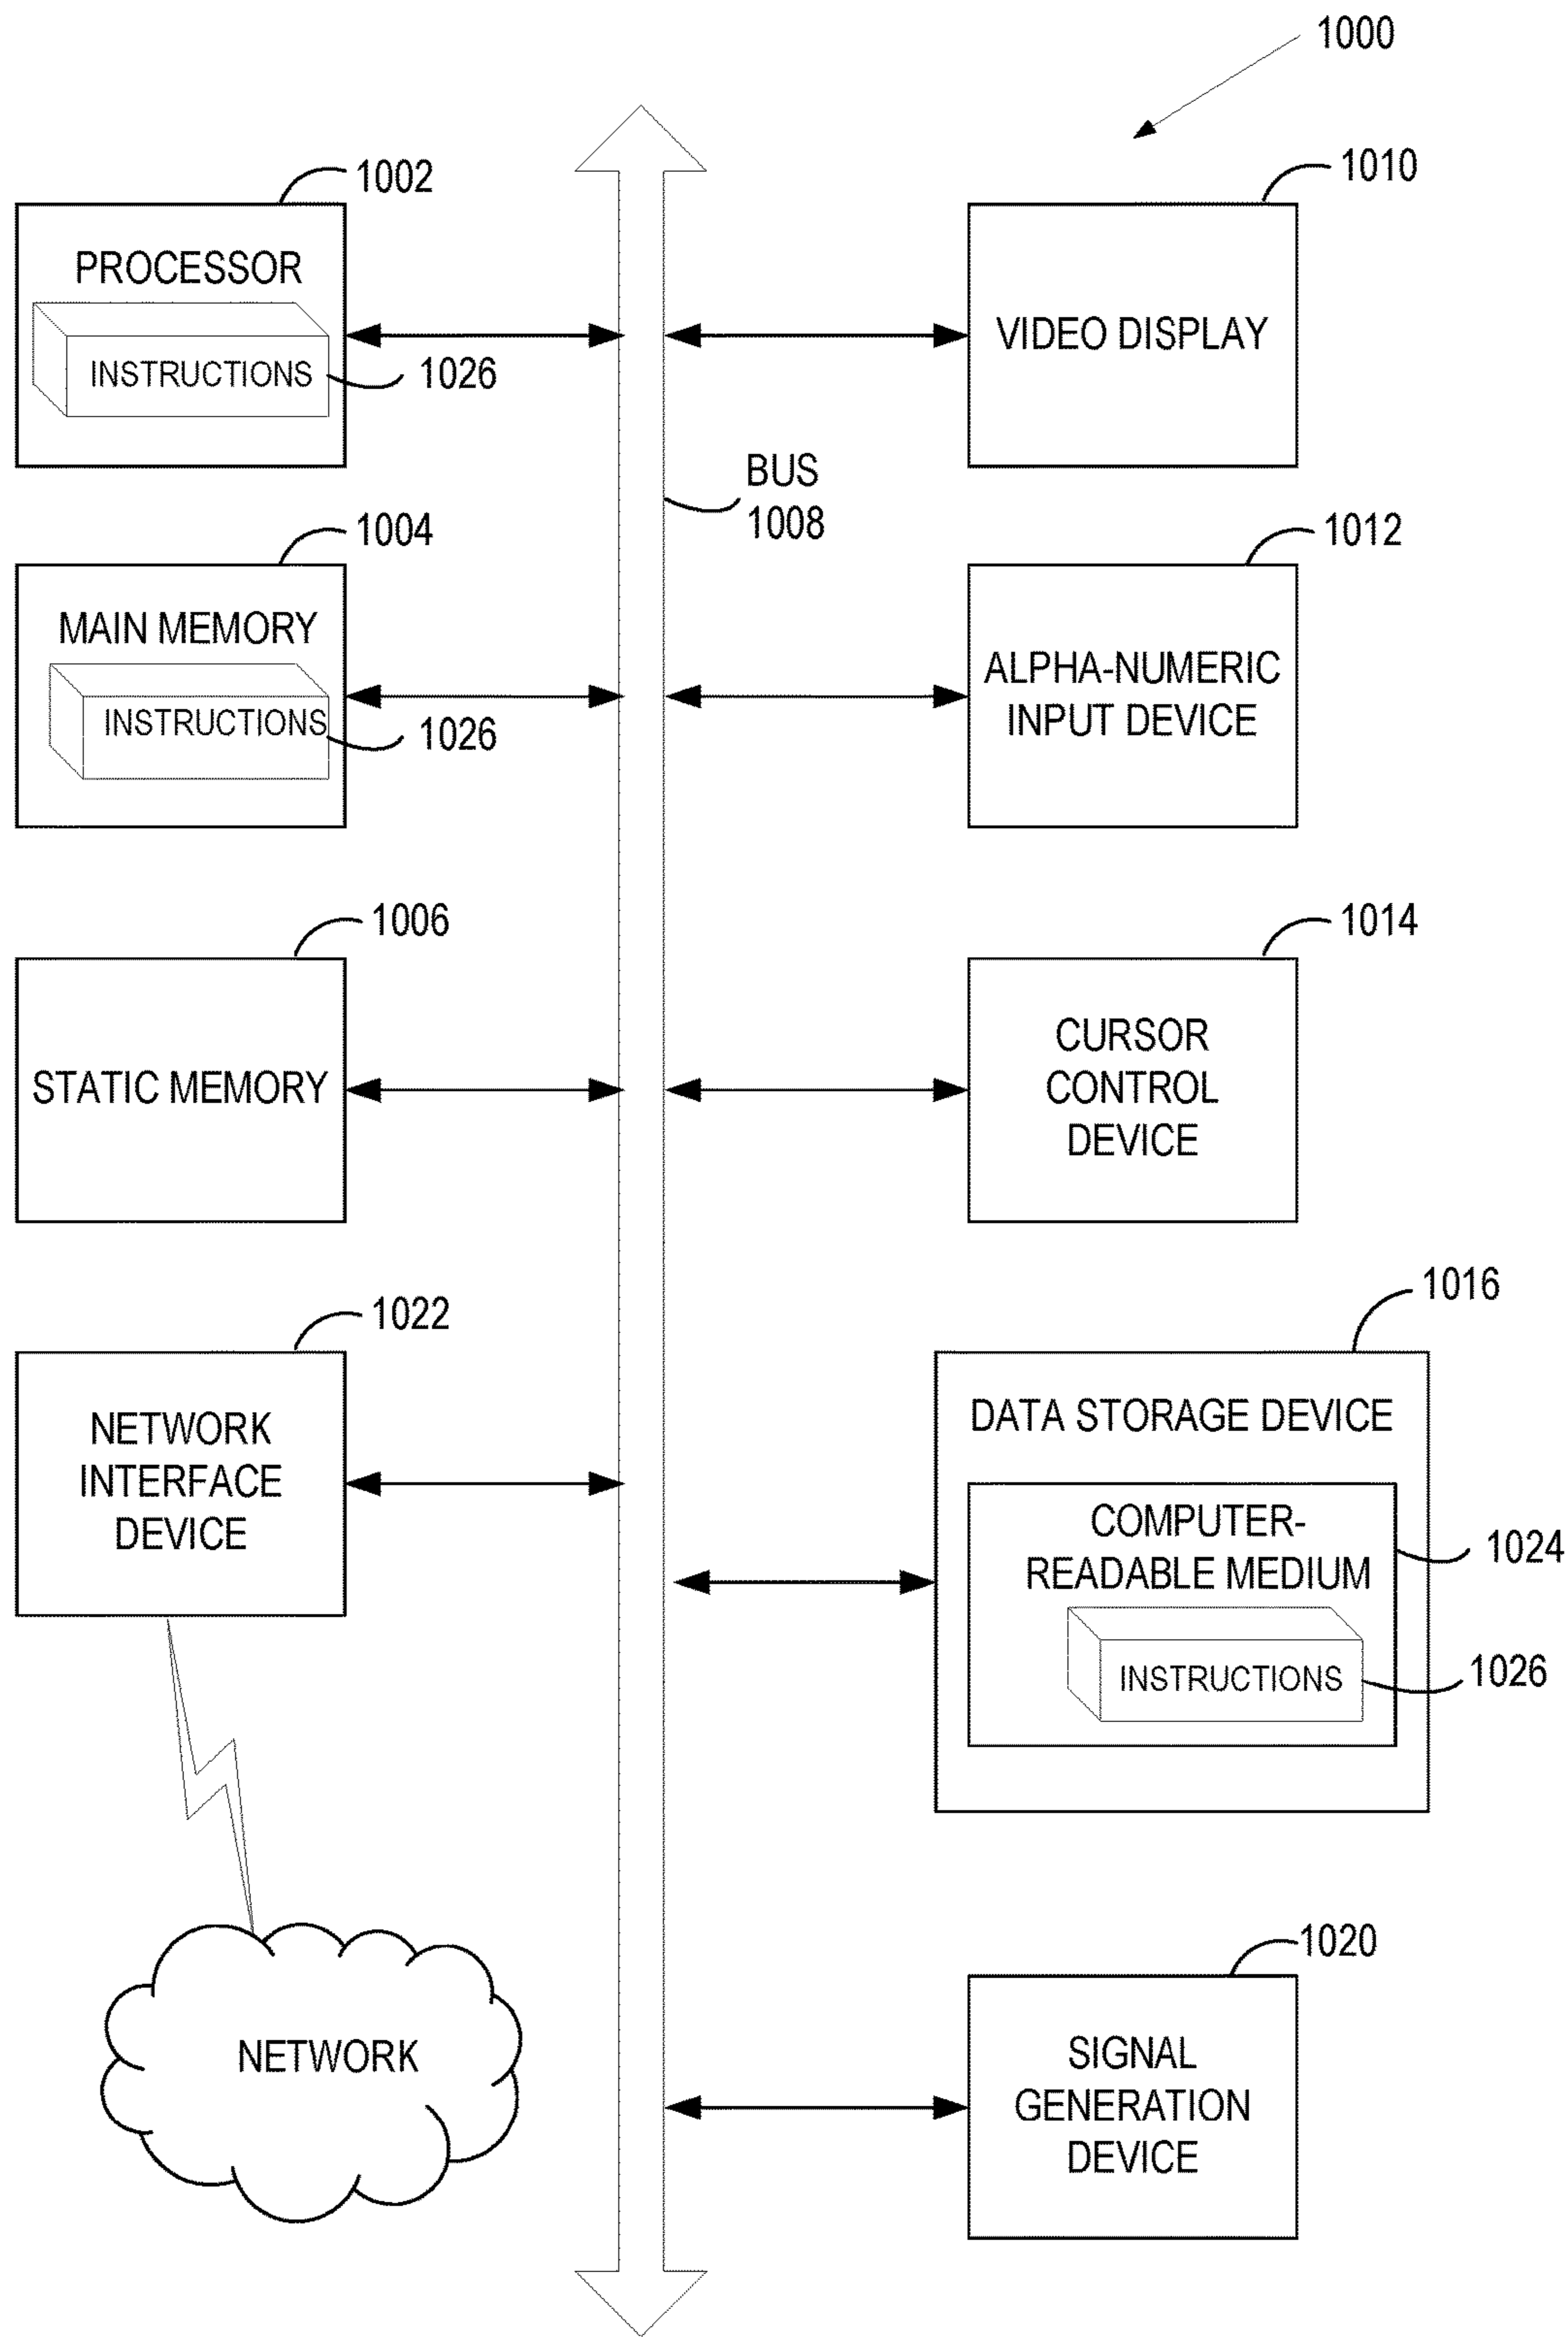 1000
1002
PROCESSOR
INSTRUCTIONS
1026
1010
VIDEO DISPLAY
BUS
1008
1004
MAIN MEMORY
INSTRUCTIONS
1026
1012
ALPHA-NUMERIC
INPUT DEVICE
1006
STATIC MEMORY
1014
CURSOR
CONTROL
DEVICE
1022
NETWORK
INTERFACE
DEVICE
1016
DATA STORAGE DEVICE
COMPUTER-
READABLE MEDIUM
1024
INSTRUCTIONS
1026
NETWORK
1020
SIGNAL
GENERATION
DEVICE